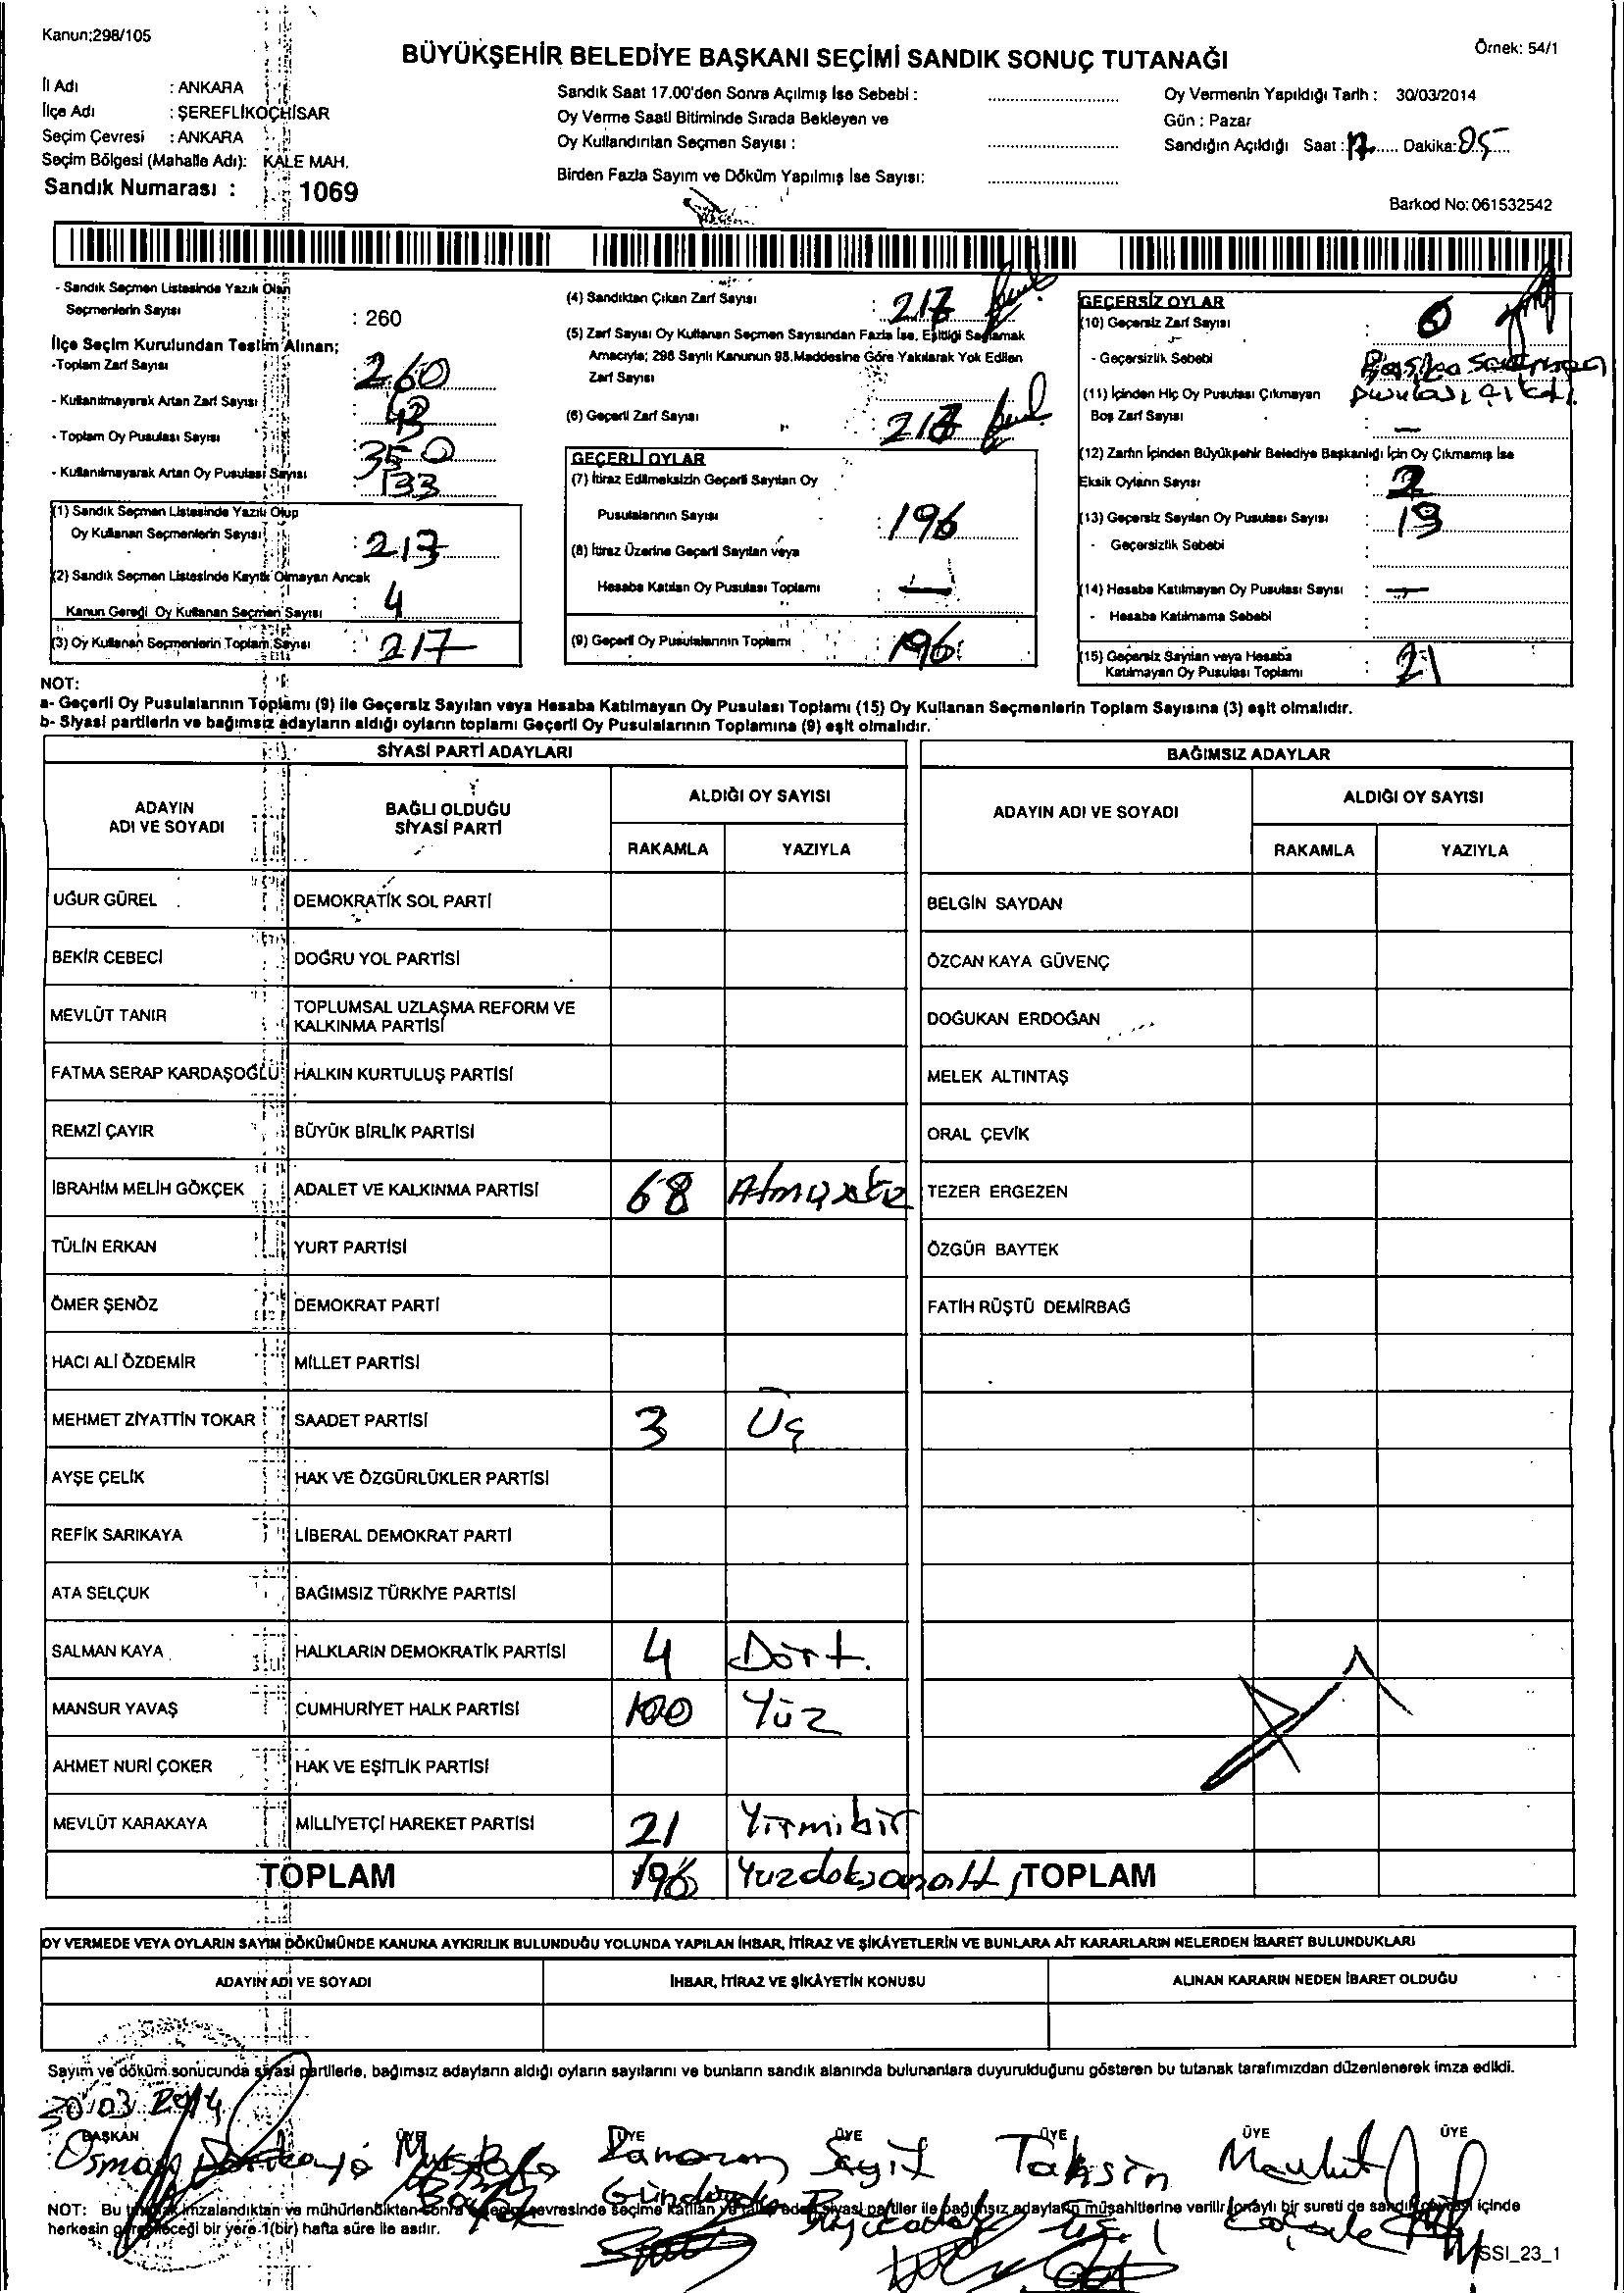 Kanun:298/105
BÜYÜKŞEHİR BELEDİYE BAŞKANI SEÇİMİ SANDIK SONUÇ TUTANAĞI
Örnek: 54/1
İl Adı : ANKARA
İlçe Adı : ŞEREFLİKOÇHİSAR
Seçim Çevresi : ANKARA
Seçim Bölgesi (Mahalle Adı): KALE MAH.
Sandık Numarası : 1069
Sandık Saat 17.00'den Sonra Açılmış İse Sebebi :
Oy Verme Saati Bitiminde Sırada Bekleyen ve
Oy Kullandırılan Seçmen Sayısı :
Birden Fazla Sayım ve Döküm Yapılmış İse Sayısı:
Oy Vermenin Yapıldığı Tarih : 30/03/2014
Gün : Pazar
Sandığın Açıldığı Saat : 17 Dakika: 05
Barkod No: 061532542
- Sandık Seçmen Listesinde Yazılı Olan
Seçmenlerin Sayısı : 260
İlçe Seçim Kurulundan Teslim Alınan;
-Toplam Zarf Sayısı : 260
- Kullanılmayarak Artan Zarf Sayısı : 43
- Toplam Oy Pusulası Sayısı : 350
- Kullanılmayarak Artan Oy Pusulası Sayısı : 133
(1) Sandık Seçmen Listesinde Yazılı Olup
Oy Kullanan Seçmenlerin Sayısı : 213
(2) Sandık Seçmen Listesinde Kayıtlı Olmayan Ancak
Kanun Gereği Oy Kullanan Seçmen Sayısı : 4
(3) Oy Kullanan Seçmenlerin Toplam Sayısı : 217
(4) Sandıktan Çıkan Zarf Sayısı : 217
(5) Zarf Sayısı Oy Kullanan Seçmen Sayısından Fazla İse, Eşitliği Sağlamak
Amacıyla; 298 Sayılı Kanunun 98.Maddesine Göre Yakılarak Yok Edilen
Zarf Sayısı
(6) Geçerli Zarf Sayısı : 217
GEÇERLİ OYLAR
(7) İtiraz Edilmeksizin Geçerli Sayılan Oy
Pusulalarının Sayısı : 196
(8) İtiraz Üzerine Geçerli Sayılan veya
Hesaba Katılan Oy Pusulası Toplamı : —
(9) Geçerli Oy Pusulalarının Toplamı : 196
GEÇERSİZ OYLAR
(10) Geçersiz Zarf Sayısı :
- Geçersizlik Sebebi : Başka
pusulası çıktı
(11) İçinden Hiç Oy Pusulası Çıkmayan
Boş Zarf Sayısı : —
(12) Zarfın İçinden Büyükşehir Belediye Başkanlığı İçin Oy Çıkmamış İse
Eksik Oyların Sayısı : 2
(13) Geçersiz Sayılan Oy Pusulası Sayısı : 19
- Geçersizlik Sebebi :
(14) Hesaba Katılmayan Oy Pusulası Sayısı : —
- Hesaba Katılmama Sebebi :
(15) Geçersiz Sayılan veya Hesaba
Katılmayan Oy Pusulası Toplamı : 21
NOT:
a- Geçerli Oy Pusulalarının Toplamı (9) ile Geçersiz Sayılan veya Hesaba Katılmayan Oy Pusulası Toplamı (15) Oy Kullanan Seçmenlerin Toplam Sayısına (3) eşit olmalıdır.
b- Siyasi partilerin ve bağımsız adayların aldığı oyların toplamı Geçerli Oy Pusulalarının Toplamına (9) eşit olmalıdır.
SİYASİ PARTİ ADAYLARI
BAĞIMSIZ ADAYLAR
ADAYIN ADI VE SOYADI
BAĞLI OLDUĞU SİYASİ PARTİ
ALDIĞI OY SAYISI
RAKAMLA YAZIYLA
ADAYIN ADI VE SOYADI
ALDIĞI OY SAYISI
RAKAMLA YAZIYLA
UĞUR GÜREL DEMOKRATİK SOL PARTİ BELGİN SAYDAN
BEKİR CEBECİ DOĞRU YOL PARTİSİ ÖZCAN KAYA GÜVENÇ
MEVLÜT TANIR TOPLUMSAL UZLAŞMA REFORM VE KALKINMA PARTİSİ DOĞUKAN ERDOĞAN
FATMA SERAP KARDAŞOĞLU HALKIN KURTULUŞ PARTİSİ MELEK ALTINTAŞ
REMZİ ÇAYIR BÜYÜK BİRLİK PARTİSİ ORAL ÇEVİK
İBRAHİM MELİH GÖKÇEK ADALET VE KALKINMA PARTİSİ 68 TEZER ERGEZEN
TÜLİN ERKAN YURT PARTİSİ ÖZGÜR BAYTEK
ÖMER ŞENÖZ DEMOKRAT PARTİ FATİH RÜŞTÜ DEMİRBAĞ
HACI ALİ ÖZDEMİR MİLLET PARTİSİ
MEHMET ZİYATTİN TOKAR SAADET PARTİSİ 3 Üç
AYŞE ÇELİK HAK VE ÖZGÜRLÜKLER PARTİSİ
REFİK SARIKAYA LİBERAL DEMOKRAT PARTİ
ATA SELÇUK BAĞIMSIZ TÜRKİYE PARTİSİ
SALMAN KAYA HALKLARIN DEMOKRATİK PARTİSİ 4 Dört.
MANSUR YAVAŞ CUMHURİYET HALK PARTİSİ 100 Yüz
AHMET NURİ ÇOKER HAK VE EŞİTLİK PARTİSİ
MEVLÜT KARAKAYA MİLLİYETÇİ HAREKET PARTİSİ 21 Yirmibir
TOPLAM 196 Yuzdoksanaltı TOPLAM
OY VERMEDE VEYA OYLARIN SAYIM DÖKÜMÜNDE KANUNA AYKIRILIK BULUNDUĞU YOLUNDA YAPILAN İHBAR, İTİRAZ VE ŞİKÂYETLERİN VE BUNLARA AİT KARARLARIN NELERDEN İBARET BULUNDUKLARI
ADAYIN ADI VE SOYADI İHBAR, İTİRAZ VE ŞİKÂYETİN KONUSU ALINAN KARARIN NEDEN İBARET OLDUĞU
Sayım ve döküm sonucunda siyasi partilerle, bağımsız adayların aldığı oyların sayılarını ve bunların sandık alanında bulunanlara duyurulduğunu gösteren bu tutanak tarafımızdan düzenlenerek imza edildi.
30/03/2014
BAŞKAN ÜYE ÜYE ÜYE ÜYE ÜYE ÜYE
Osman Mustafa Ramazan Seyit Tahsin Mevlut
Gündoğdu
NOT: Bu tutanak imzalandıktan ve mühürlendikten sonra seçim çevresinde seçime katılan ve talep eden siyasi partiler ile bağımsız adayların müşahitlerine verilir, onaylı bir sureti de sandık çevresi içinde
herkesin görebileceği bir yere 1(bir) hafta süre ile asılır.
SSI_23_1